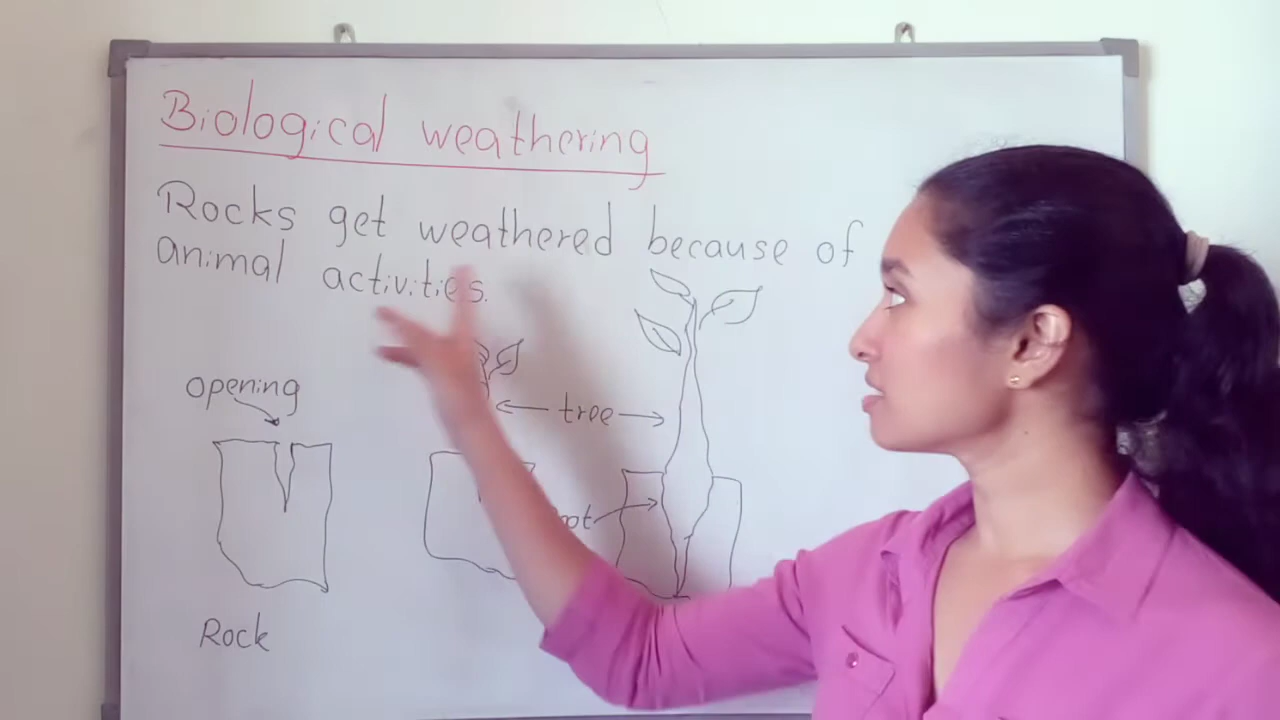 Biological weathering
Rocks get weathered because of
animal activities.
opening
tree
Rock